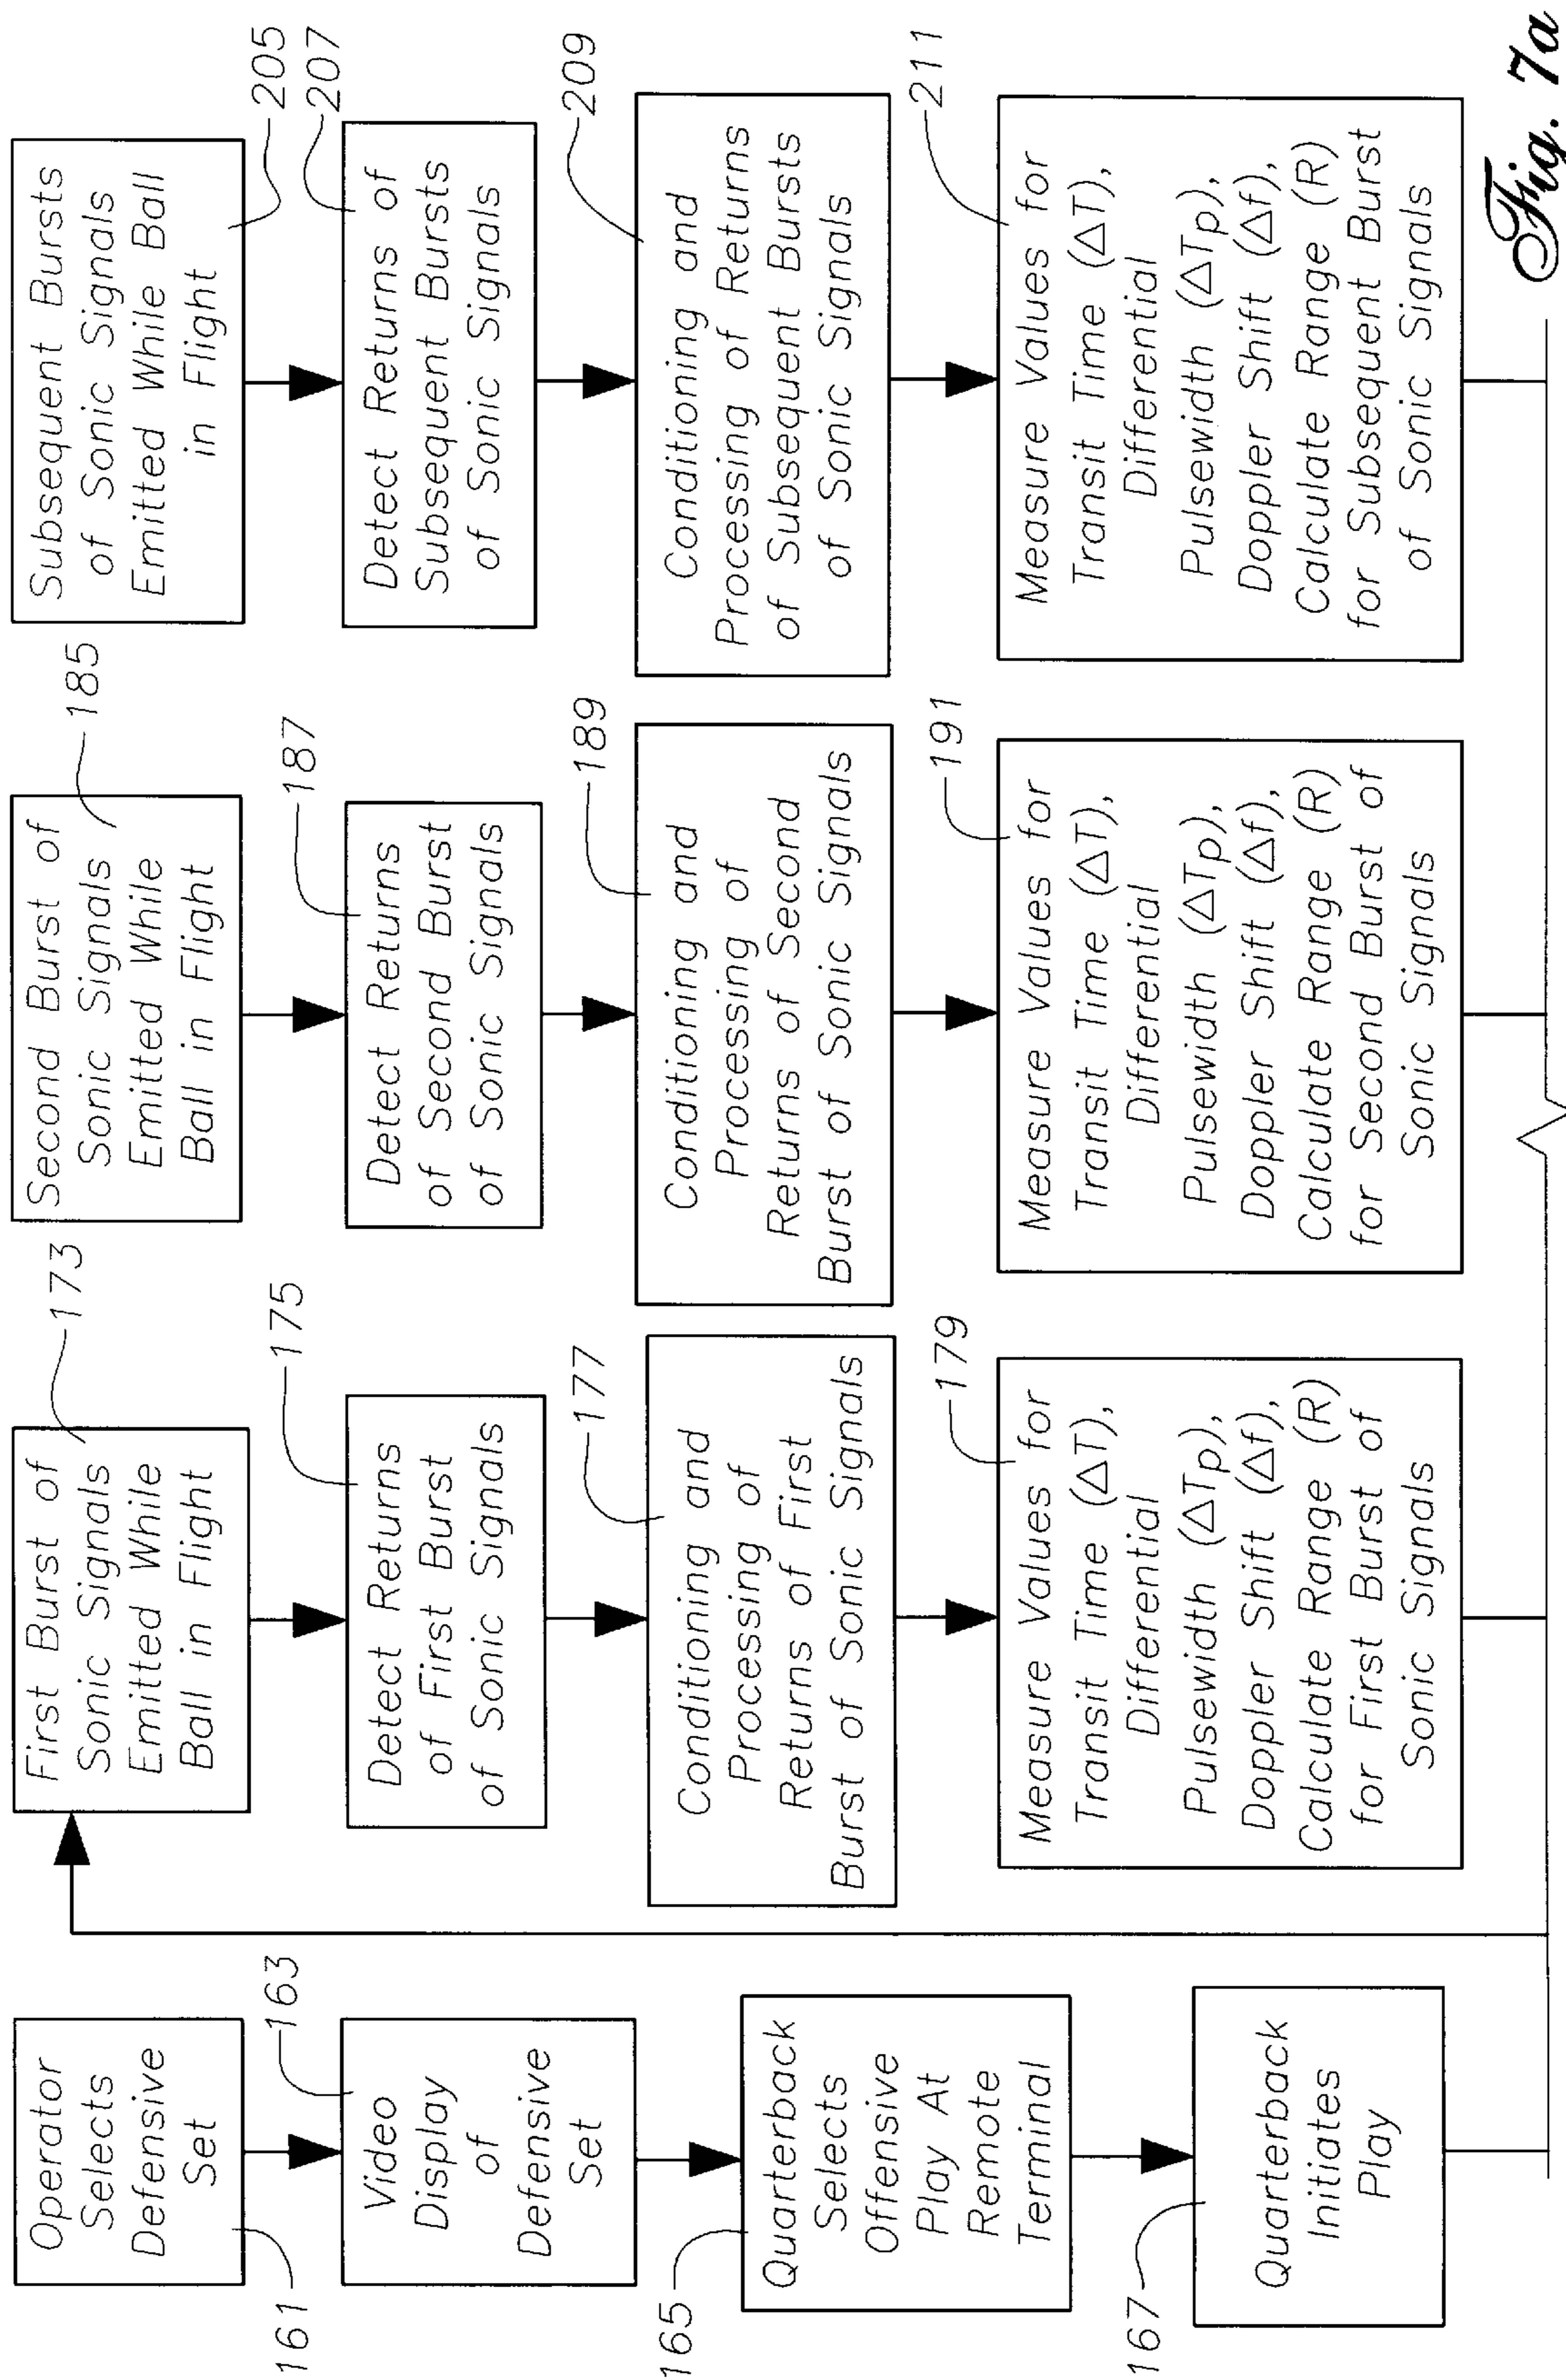 Operator
Selects
Defensive
Set
161
Video
Display
of
Defensive
Set
163
Quarterback
Selects
Offensive
Play At
Remote
Terminal
165
Quarterback
Initiates
Play
167
First Burst of
Sonic Signals
Emitted While
Ball in Flight
173
Detect Returns
of First Burst
of Sonic Signals
175
Conditioning and
Processing of
Returns of First
Burst of Sonic Signals
177
Measure Values for
Transit Time (△T),
Differential
Pulsewidth (△Tp),
Doppler Shift (△f),
Calculate Range (R)
for First Burst of
Sonic Signals
179
Second Burst of
Sonic Signals
Emitted While
Ball in Flight
185
Detect Returns
of Second Burst
of Sonic Signals
187
Conditioning and
Processing of
Returns of Second
Burst of Sonic Signals
189
Measure Values for
Transit Time (△T),
Differential
Pulsewidth (△Tp),
Doppler Shift (△f),
Calculate Range (R)
for Second Burst of
Sonic Signals
191
Subsequent Bursts
of Sonic Signals
Emitted While Ball
in Flight
205
Detect Returns of
Subsequent Bursts
of Sonic Signals
207
Conditioning and
Processing of Returns
of Subsequent Bursts
of Sonic Signals
209
Measure Values for
Transit Time (△T),
Differential
Pulsewidth (△Tp),
Doppler Shift (△f),
Calculate Range (R)
for Subsequent Burst
of Sonic Signals
211
Fig. 7a